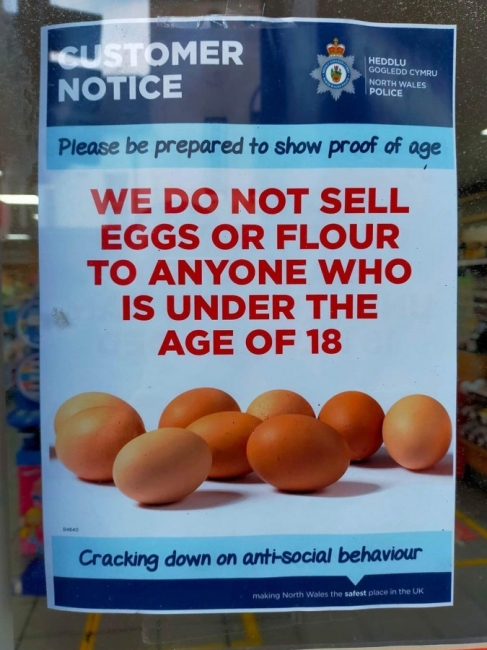 CUSTOMER
NOTICE
HEDDLU
GOGLEDD CYMRU
NORTH WALES
POLICE
Please be prepared to show proof of age
WE DO NOT SELL
EGGS OR FLOUR
TO ANYONE WHO
IS UNDER THE
AGE OF 18
Cracking down on anti-social behaviour
making North Wales the safest place in the UK